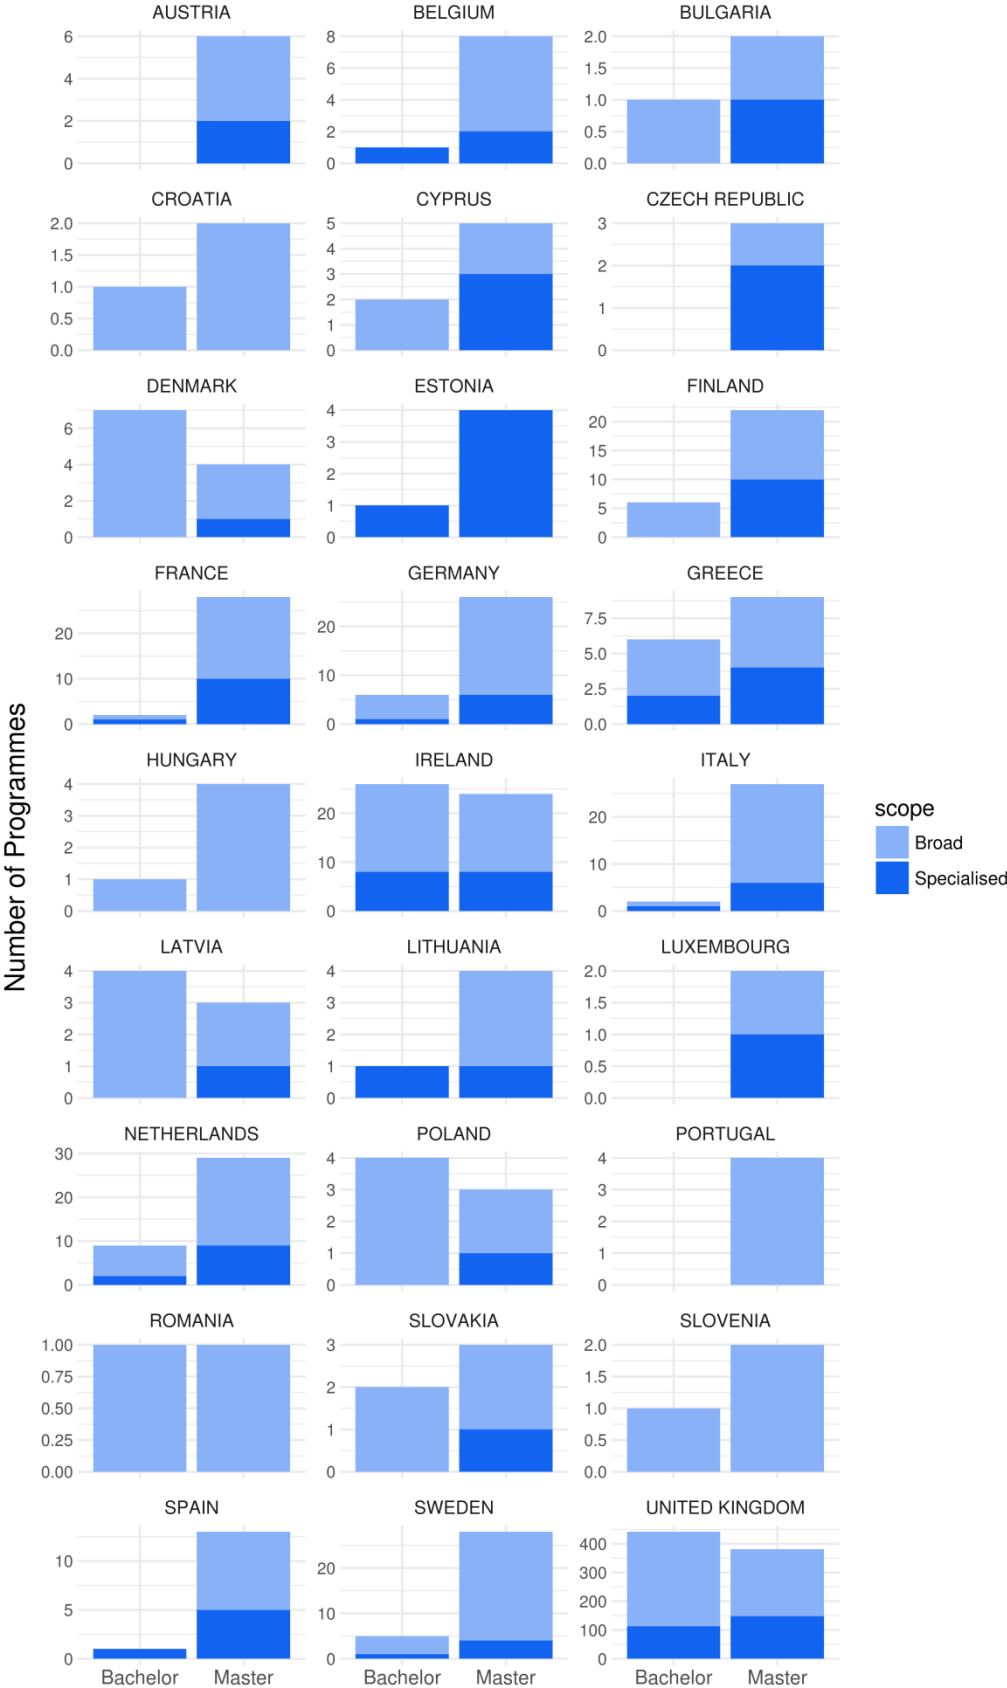 AUSTRIA BELGIUM BULGARIA
6 8 2.0
4 6 1.5
2 4 1.0
0 2 0.5
0 0.0
CROATIA CYPRUS CZECH REPUBLIC
2.0 5 3
1.5 4 2
1.0 3 1
0.5 2 0
0.0 1
0
DENMARK ESTONIA FINLAND
6 4 20
4 3 15
2 2 10
0 1 5
0 0
FRANCE GERMANY GREECE
20 20 7.5
10 10 5.0
0 0 2.5
0.0
HUNGARY IRELAND ITALY
4 20 20
3 10 10
2 0 0
1
0
LATVIA LITHUANIA LUXEMBOURG
4 4 2.0
3 3 1.5
2 2 1.0
1 1 0.5
0 0 0.0
NETHERLANDS POLAND PORTUGAL
30 4 4
20 3 3
10 2 2
0 1 1
0 0
ROMANIA SLOVAKIA SLOVENIA
1.00 3 2.0
0.75 2 1.5
0.50 1 1.0
0.25 0 0.5
0.00 0.0
SPAIN SWEDEN UNITED KINGDOM
10 20 400
5 10 300
0 0 200
100
0
Bachelor Master Bachelor Master Bachelor Master
Number of Programmes
scope
Broad
Specialised